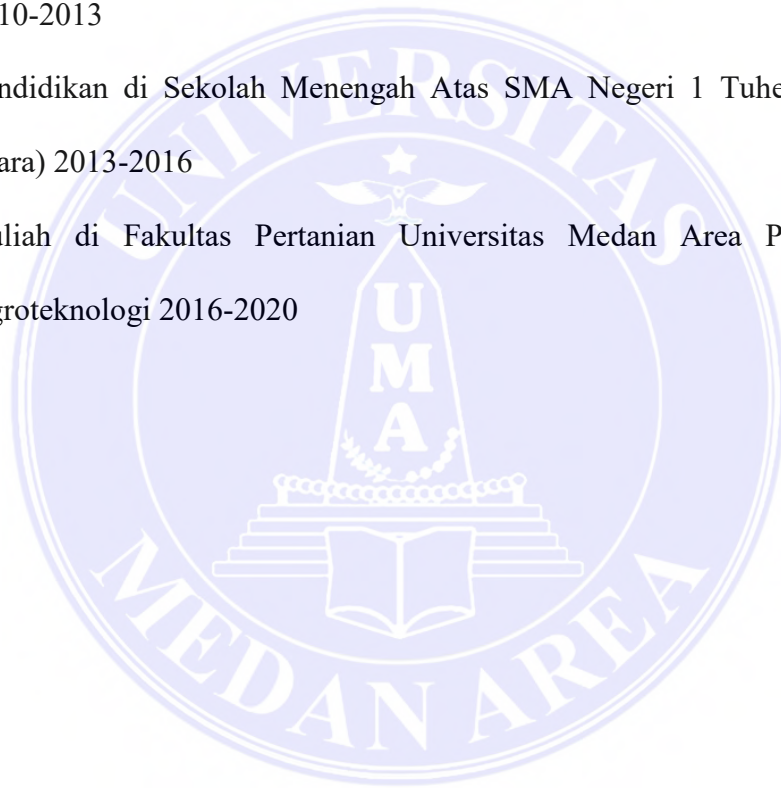 10-2013
ndidikan di Sekolah Menengah Atas SMA Negeri 1 Tuhe
ara) 2013-2016
uliah di Fakultas Pertanian Universitas Medan Area P
groteknologi 2016-2020
UNIVERSITAS
UMA
MEDAN AREA